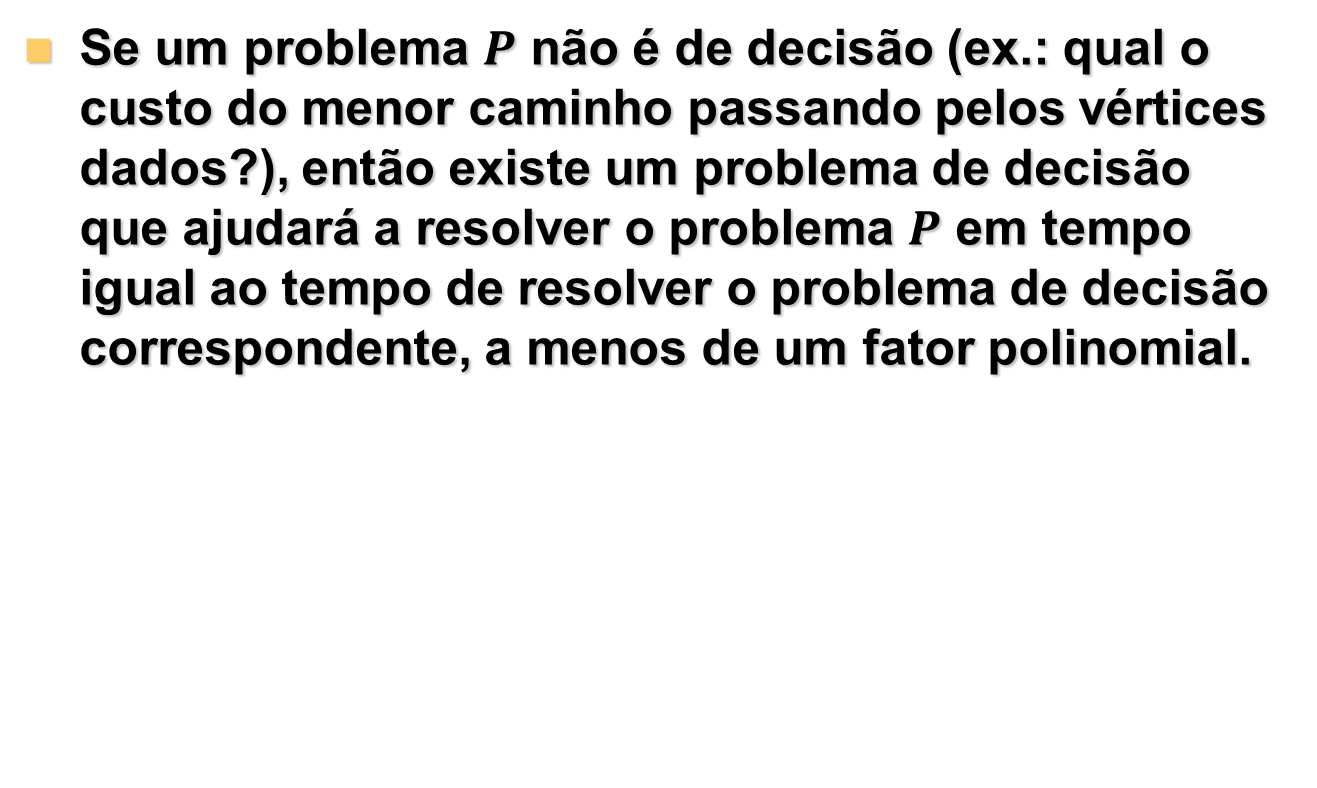 Se um problema P não é de decisão (ex.: qual o
custo do menor caminho passando pelos vértices
dados?), então existe um problema de decisão
que ajudará a resolver o problema P em tempo
igual ao tempo de resolver o problema de decisão
correspondente, a menos de um fator polinomial.